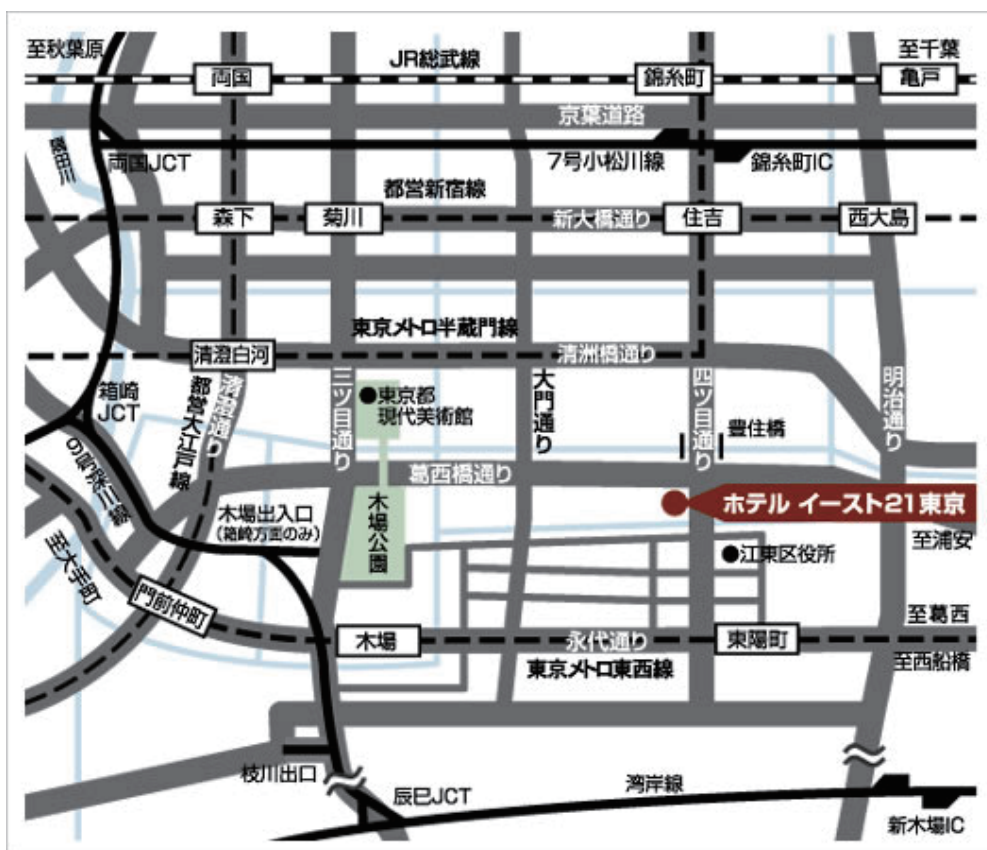 至秋葉原
JR総武線
至千葉
両国
錦糸町
亀戸
京葉道路
隅田川
両国JCT
7号小松川線
錦糸町IC
都営新宿線
森下
菊川
新大橋通り
住吉
西大島
東京メトロ半蔵門線
清澄白河
清洲橋通り
箱崎
JCT
都営大江戸線
清澄通り
三ツ目通り
東京都
現代美術館
大門通り
四ツ目通り
明治通り
豊住橋
葛西橋通り
9号深川線
木場出入口
(箱崎方面のみ)
木場公園
ホテル イースト21東京
至浦安
江東区役所
至大手町
門前仲町
木場
永代通り
東陽町
至葛西
東京メトロ東西線
至西船橋
枝川出口
辰巳JCT
湾岸線
新木場IC